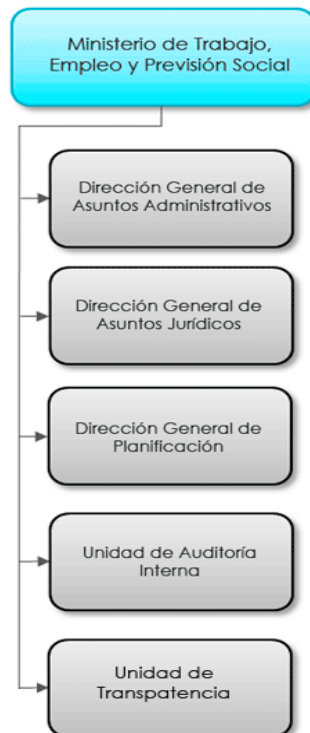 Ministerio de Trabajo,
Empleo y Previsión Social
Dirección General de
Asuntos Administrativos
Dirección General de
Asuntos Jurídicos
Dirección General de
Planificación
Unidad de Auditoría
Interna
Unidad de
Transpatencia